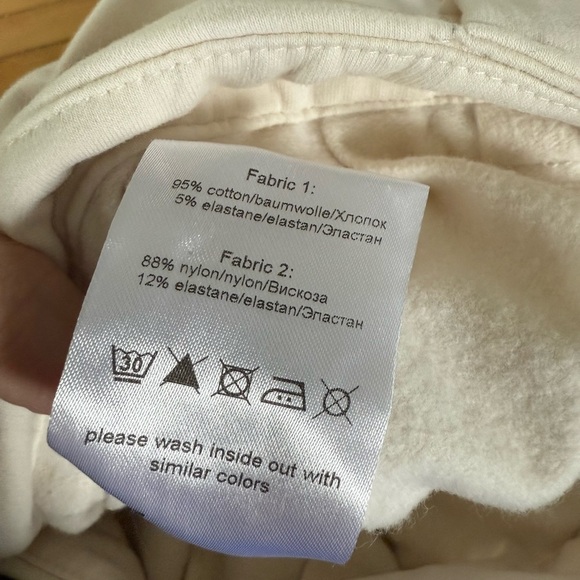 Fabric 1:
95% cotton/baumwolle/Хлопок
5% elastane/elastan/Эластан
Fabric 2:
88% nylon/nylon/Вискоза
12% elastane/elastan/Эластан
30
please wash inside out with
similar colors